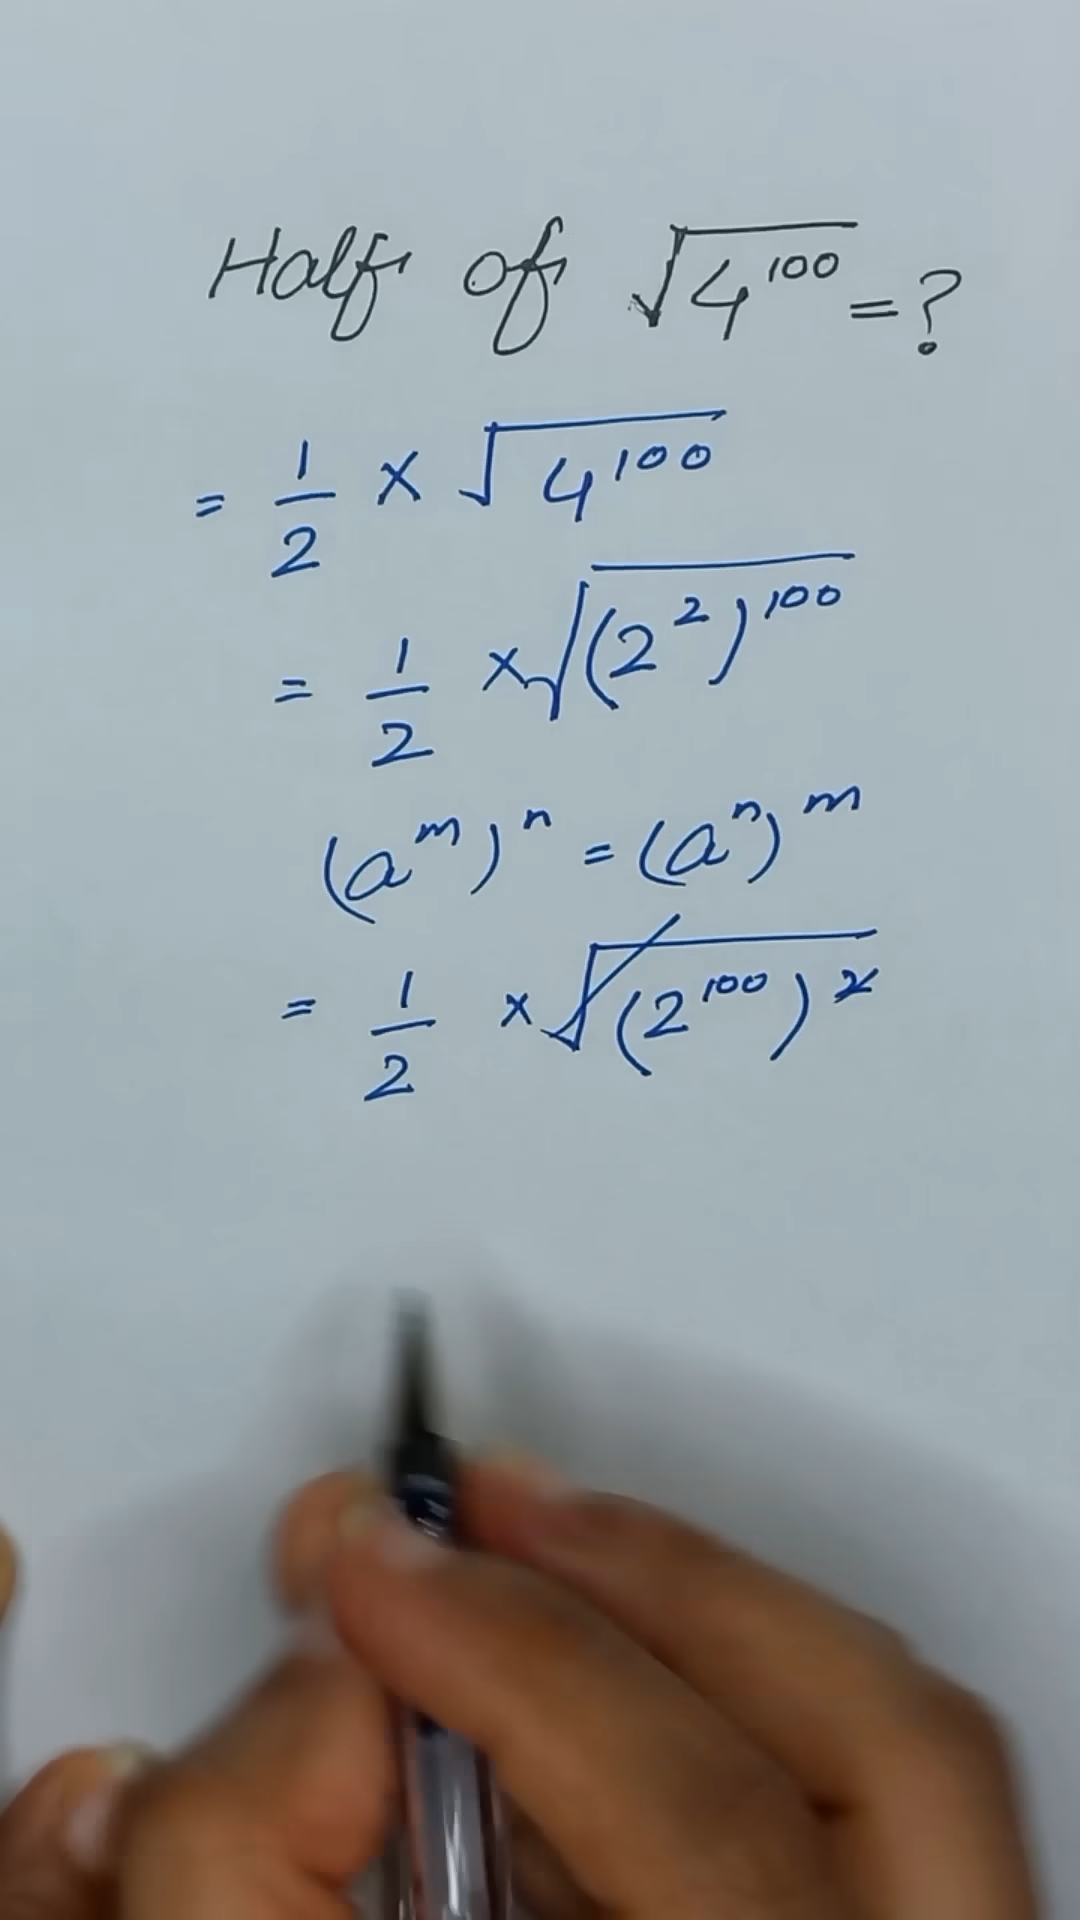 Half of √4¹⁰⁰ = ?
= 1/2 × √4¹⁰⁰
= 1/2 × √(2²)¹⁰⁰
(aᵐ)ⁿ = (aⁿ)ᵐ
= 1/2 × √(2¹⁰⁰)²